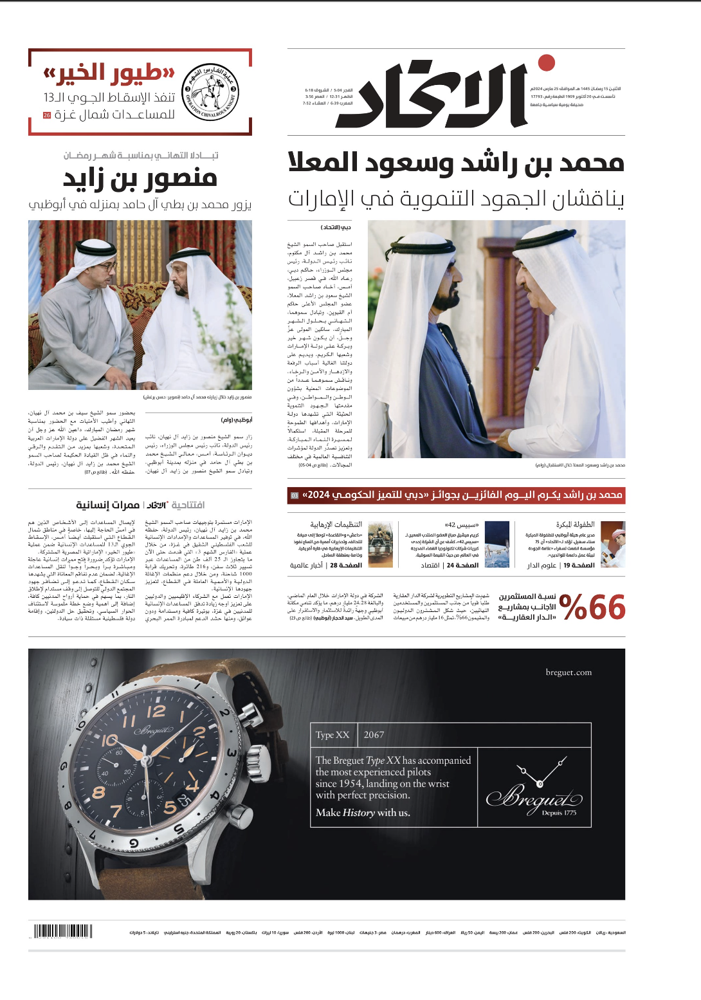 الاتحاد
الاثنين 15 رمضان 1445 هـ الموافق 25 مارس 2024م
تأسست في 20 أكتوبر 1969 الطبعة رقم: 17793
صحيفة يومية سياسية جامعة
الفجر 5:04 / الشروق 6:18
الظهر 12:31 / العصر 3:56
المغرب 6:39 / العشاء 7:52
محمد بن راشد وسعود المعلا
يناقشان الجهود التنموية في الإمارات
دبي (الاتحاد)
استقبل صاحب السمو الشيخ
محمد بن راشد آل مكتوم،
نائب رئيس الدولة، رئيس
مجلس الوزراء، حاكم دبي،
رعاه الله، في قصر زعبيل،
أمس، أخاه صاحب السمو
الشيخ سعود بن راشد المعلا،
عضو المجلس الأعلى حاكم
أم القيوين، وتبادل سموهما،
التهاني بحلول الشهر
المبارك، سائلين المولى عزّ
وجلّ، أن يكون شهر خير
وبركة على دولة الإمارات
وشعبها الكريم، ويديم على
دولتنا الغالية أسباب الرفعة
والازدهار والأمن والرخاء.
وناقش سموهما عدداً من
الموضوعات المعنية بشؤون
الوطن والمواطن، وفي
مقدمتها الجهود التنموية
الحثيثة التي تشهدها دولة
الإمارات، وأهدافها الطموحة
للمرحلة المقبلة، استكمالاً
لمسيرة النماء المباركة،
وتعزيز تصدُّر الدولة لمؤشرات
التنافسية العالمية في مختلف
المجالات. (طالع ص 04-05)
محمد بن راشد وسعود المعلا خلال الاستقبال (وام)
محمد بن راشد يكرم اليوم الفائزين بجوائز «دبي للتميز الحكومي 2024» 03
الطفولة المبكرة
مدير عام هيئة أبوظبي للطفولة المبكرة
سناء سهيل، تؤكد لـ«الاتحاد» أن 75
مؤسسة انضمت لسفراء «علامة الجودة
لبيئة عمل داعمة للوالدين».
الصفحة 19 | علوم الدار
«سبيس 42»
كريم ميشيل صباغ العضو المنتدب المعين لـ
«سبيس 42»، كشف عن أن الشركة إحدى
كبريات شركات تكنولوجيا الفضاء المدرجة
في العالم من حيث القيمة السوقية.
الصفحة 24 | اقتصاد
التنظيمات الإرهابية
«داعش» و«القاعدة» توصلا إلى صيغة
للتحالف، وتحذيرات أممية من اتساع نفوذ
التنظيمات الإرهابية في قارة أفريقيا،
وخاصة بمنطقة الساحل.
الصفحة 28 | أخبار عالمية
%66
نسبة المستثمرين
الأجانب بمشاريع
«الدار العقارية»
شهدت المشاريع التطويرية لشركة الدار العقارية
طلباً قوياً من جانب المستثمرين والمستخدمين
النهائيين، حيث شكل المشترون الدوليون
والمقيمون 66%، تمثل 16 مليار درهم من مبيعات
الشركة في دولة الإمارات خلال العام الماضي،
والبالغة 24.28 مليار درهم، ما يؤكد تنامي مكانة
أبوظبي وجهةً رائدةً للاستثمار والاستقرار على
المدى الطويل. سيد الحجار (أبوظبي) (طالع ص 23)
«طيور الخير»
تنفذ الإسقاط الجوي الـ13
للمساعدات شمال غزة 26
عملية الفارس الشهم
OPERATION CHIVALROUS KNIGHT
تبادلا التهاني بمناسبة شهر رمضان
منصور بن زايد
يزور محمد بن بطي آل حامد بمنزله في أبوظبي
منصور بن زايد خلال زيارته محمد آل حامد (تصوير: حسن برغش)
أبوظبي (وام)
زار سمو الشيخ منصور بن زايد آل نهيان، نائب
رئيس الدولة، نائب رئيس مجلس الوزراء، رئيس
ديوان الرئاسة، أمس، معالي الشيخ محمد
بن بطي آل حامد في منزله بمدينة أبوظبي.
وتبادل سمو الشيخ منصور بن زايد آل نهيان،
بحضور سمو الشيخ سيف بن محمد آل نهيان،
التهاني وأطيب الأمنيات مع الحضور بمناسبة
شهر رمضان المبارك، داعين الله عز وجل أن
يعيد الشهر الفضيل على دولة الإمارات العربية
المتحدة، وشعبها بمزيد من التقدم والرقي
والنماء في ظل القيادة الحكيمة لصاحب السمو
الشيخ محمد بن زايد آل نهيان، رئيس الدولة،
حفظه الله. (طالع ص 07)
افتتاحية الاتحاد | ممرات إنسانية
الإمارات مستمرة بتوجيهات صاحب السمو الشيخ
محمد بن زايد آل نهيان، رئيس الدولة، حفظه
الله، في توفير المساعدات والإمدادات الإنسانية
للشعب الفلسطيني الشقيق في غزة، من خلال
عملية «الفارس الشهم 3» التي قدمت حتى الآن
ما يتجاوز الـ 25 ألف طن من المساعدات عبر
تسيير ثلاث سفن، و216 طائرة، وتحريك قرابة
1000 شاحنة، ومن خلال دعم منظمات الإغاثة
الدولية والأممية العاملة في القطاع، لتعزيز
جهودها الإنسانية.
الإمارات تعمل مع الشركاء الإقليميين والدوليين
على تعزيز أوجه زيادة تدفق المساعدات الإنسانية
للمدنيين في غزة، بوتيرة كافية ومستدامة ودون
عوائق، ومنها حشد الدعم لمبادرة الممر البحري
لإيصال المساعدات إلى الأشخاص الذين هم
في أمسّ الحاجة إليها، خاصة في مناطق شمال
القطاع التي استقبلت أيضاً أمس، الإسقاط
الجوي الـ13 للمساعدات الإنسانية ضمن عملية
«طيور الخير» الإماراتية المصرية المشتركة.
الإمارات تؤكد ضرورة فتح ممرات إنسانية عاجلة
ومباشرة براً وبحراً وجواً لنقل المساعدات
الإغاثية، لضمان عدم تفاقم المعاناة التي يشهدها
سكان القطاع، كما تدعو إلى تضافر جهود
المجتمع الدولي للتوصل إلى وقف مستدام لإطلاق
النار، بما يسهم في حماية أرواح المدنيين كافة،
إضافة إلى أهمية وضع خطة ملموسة لاستئناف
الحوار السياسي، وتحقيق حل الدولتين، وإقامة
دولة فلسطينية مستقلة ذات سيادة.
breguet.com
Type XX | 2067
The Breguet Type XX has accompanied
the most experienced pilots
since 1954, landing on the wrist
with perfect precision.
Make History with us.
Breguet
Depuis 1775
Breguet
السعودية، ريالان الكويت، 200 فلس البحرين، 200 فلس عمان، 200 بيسة اليمن، 50 ريالا العراق، 600 دينار المغرب، درهمان مصر، 3 جنيهات لبنان، 1000 ليرة الأردن، 200 فلس سوريا، 10 ليرات باكستان، 20 روبية المملكة المتحدة، جنيه استرليني تايلاند، 5 دولارات